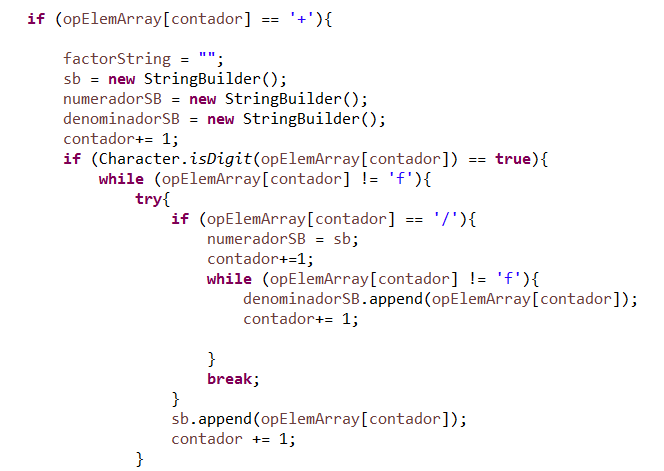 if (opElemArray[contador] == '+'){
factorString = "";
sb = new StringBuilder();
numeradorSB = new StringBuilder();
denominadorSB = new StringBuilder();
contador+= 1;
if (Character.isDigit(opElemArray[contador]) == true){
while (opElemArray[contador] != 'f'){
try{
if (opElemArray[contador] == '/'){
numeradorSB = sb;
contador+=1;
while (opElemArray[contador] != 'f'){
denominadorSB.append(opElemArray[contador]);
contador+= 1;
}
break;
}
sb.append(opElemArray[contador]);
contador += 1;
}